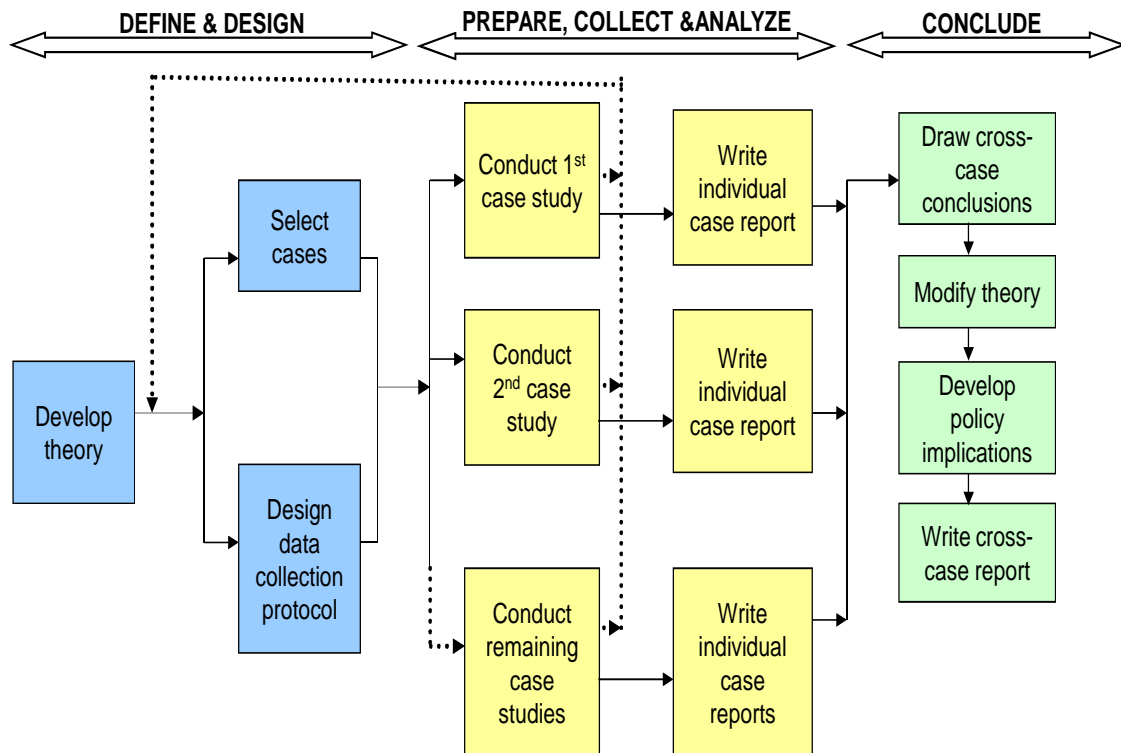 DEFINE & DESIGN
PREPARE, COLLECT &ANALYZE
CONCLUDE
Develop
theory
Select
cases
Design
data
collection
protocol
Conduct 1st
case study
Conduct
2nd case
study
Conduct
remaining
case
studies
Write
individual
case report
Write
individual
case report
Write
individual
case
reports
Draw cross-
case
conclusions
Modify theory
Develop
policy
implications
Write cross-
case report